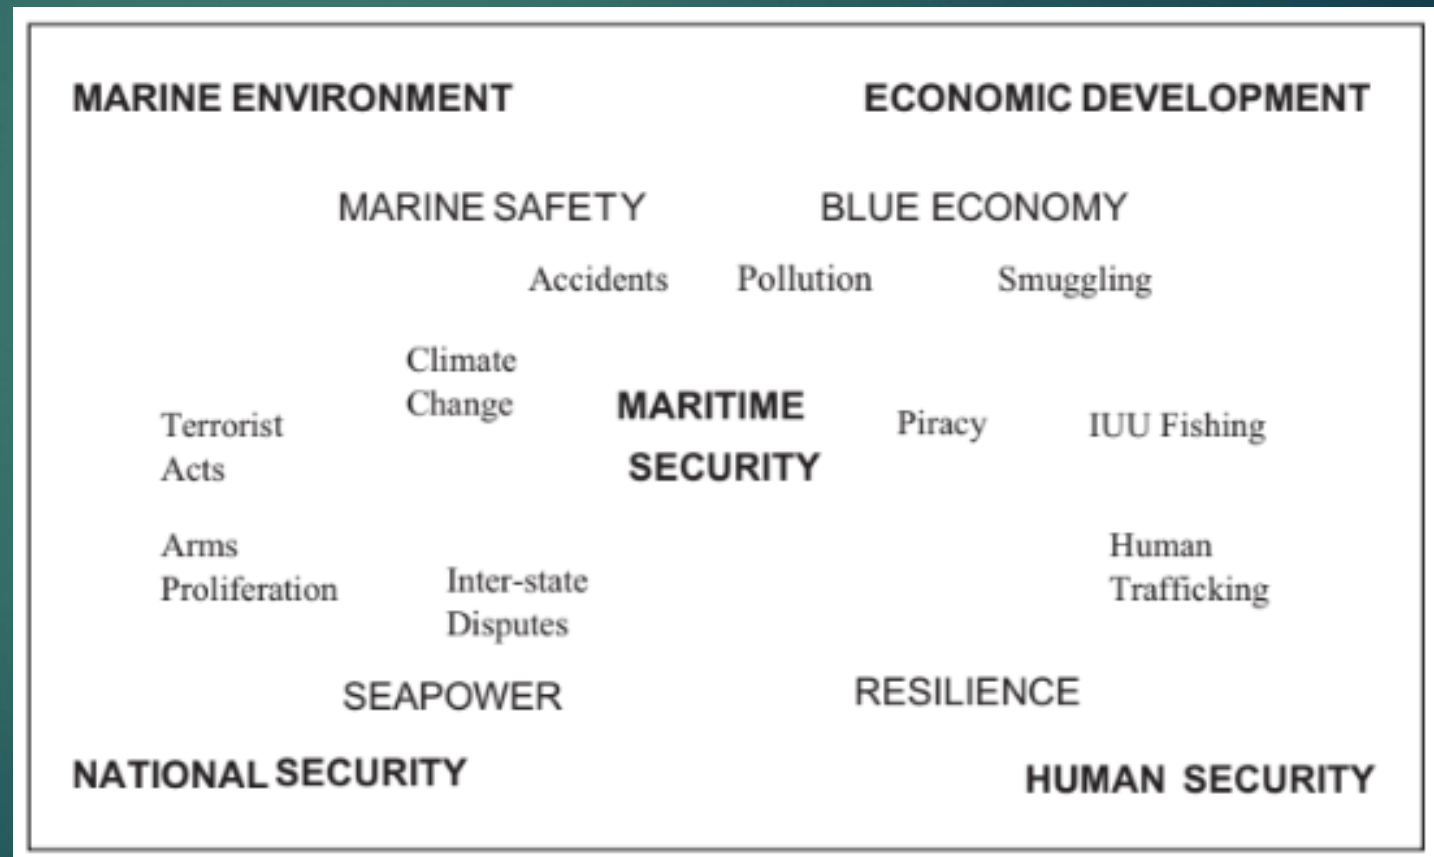 MARINE ENVIRONMENT
ECONOMIC DEVELOPMENT
MARINE SAFETY
BLUE ECONOMY
Accidents
Pollution
Smuggling
Climate
Change
MARITIME
SECURITY
Terrorist
Acts
Piracy
IUU Fishing
Arms
Proliferation
Inter-state
Disputes
Human
Trafficking
SEAPOWER
RESILIENCE
NATIONAL SECURITY
HUMAN SECURITY